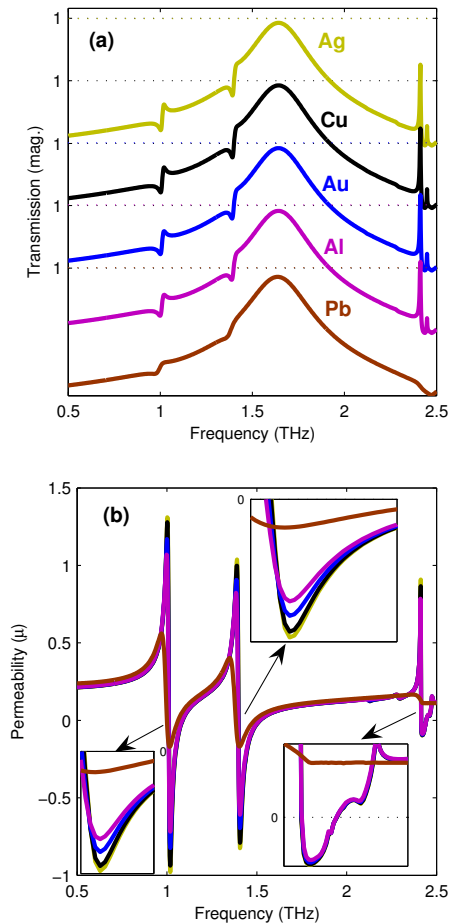 (a)
Ag
Cu
Au
Al
Pb
1
1
1
1
1
Transmission (mag.)
0.5 1 1.5 2 2.5
Frequency (THz)
(b)
1.5
1
0.5
0
−0.5
−1
Permeability (μ)
0
0
0
0.5 1 1.5 2 2.5
Frequency (THz)